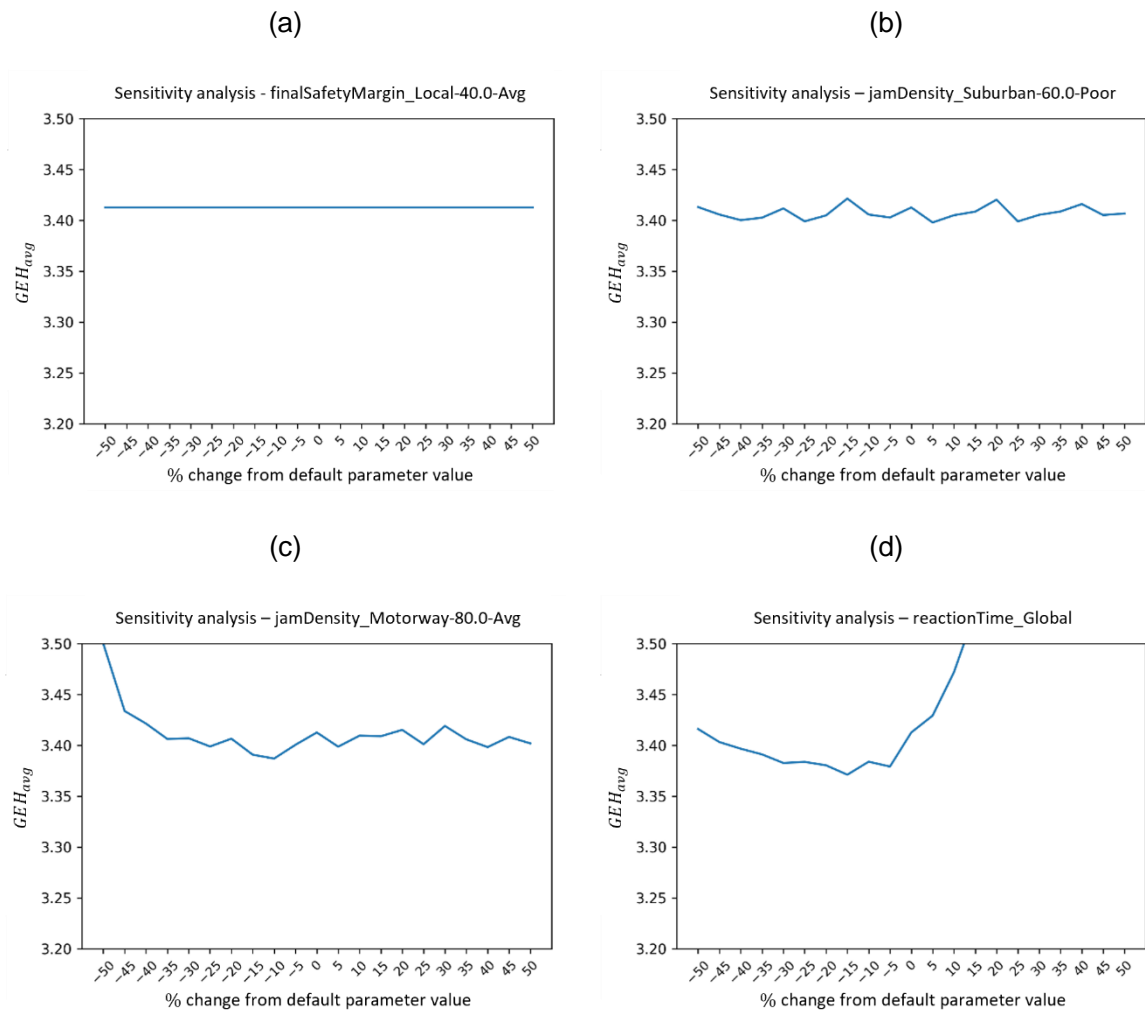 (a)
Sensitivity analysis - finalSafetyMargin_Local-40.0-Avg
3.50
3.45
3.40
3.35
3.30
3.25
3.20
GEH_avg
−50 −45 −40 −35 −30 −25 −20 −15 −10 −5 0 5 10 15 20 25 30 35 40 45 50
% change from default parameter value
(b)
Sensitivity analysis – jamDensity_Suburban-60.0-Poor
3.50
3.45
3.40
3.35
3.30
3.25
3.20
GEH_avg
−50 −45 −40 −35 −30 −25 −20 −15 −10 −5 0 5 10 15 20 25 30 35 40 45 50
% change from default parameter value
(c)
Sensitivity analysis – jamDensity_Motorway-80.0-Avg
3.50
3.45
3.40
3.35
3.30
3.25
3.20
GEH_avg
−50 −45 −40 −35 −30 −25 −20 −15 −10 −5 0 5 10 15 20 25 30 35 40 45 50
% change from default parameter value
(d)
Sensitivity analysis – reactionTime_Global
3.50
3.45
3.40
3.35
3.30
3.25
3.20
GEH_avg
−50 −45 −40 −35 −30 −25 −20 −15 −10 −5 0 5 10 15 20 25 30 35 40 45 50
% change from default parameter value